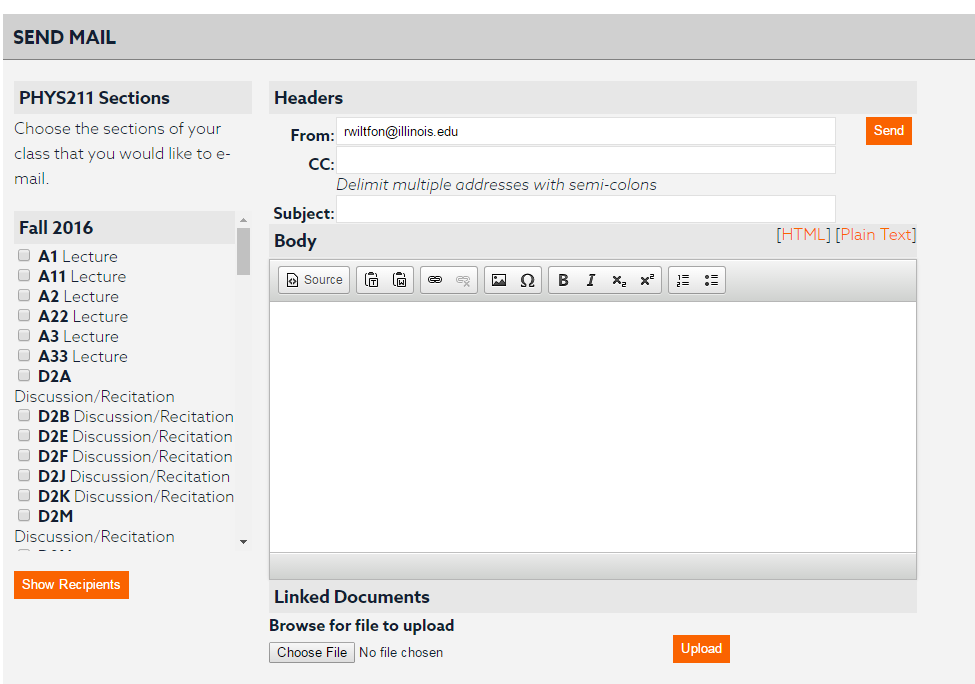 SEND MAIL
PHYS211 Sections
Choose the sections of your
class that you would like to e-
mail.
Fall 2016
A1 Lecture
A11 Lecture
A2 Lecture
A22 Lecture
A3 Lecture
A33 Lecture
D2A
Discussion/Recitation
D2B Discussion/Recitation
D2E Discussion/Recitation
D2F Discussion/Recitation
D2J Discussion/Recitation
D2K Discussion/Recitation
D2M
Discussion/Recitation
Show Recipients
Headers
From: rwiltfon@illinois.edu
Send
CC:
Delimit multiple addresses with semi-colons
Subject:
Body
[HTML] [Plain Text]
Source
Ω B I x₂ x²
Linked Documents
Browse for file to upload
Choose File No file chosen
Upload